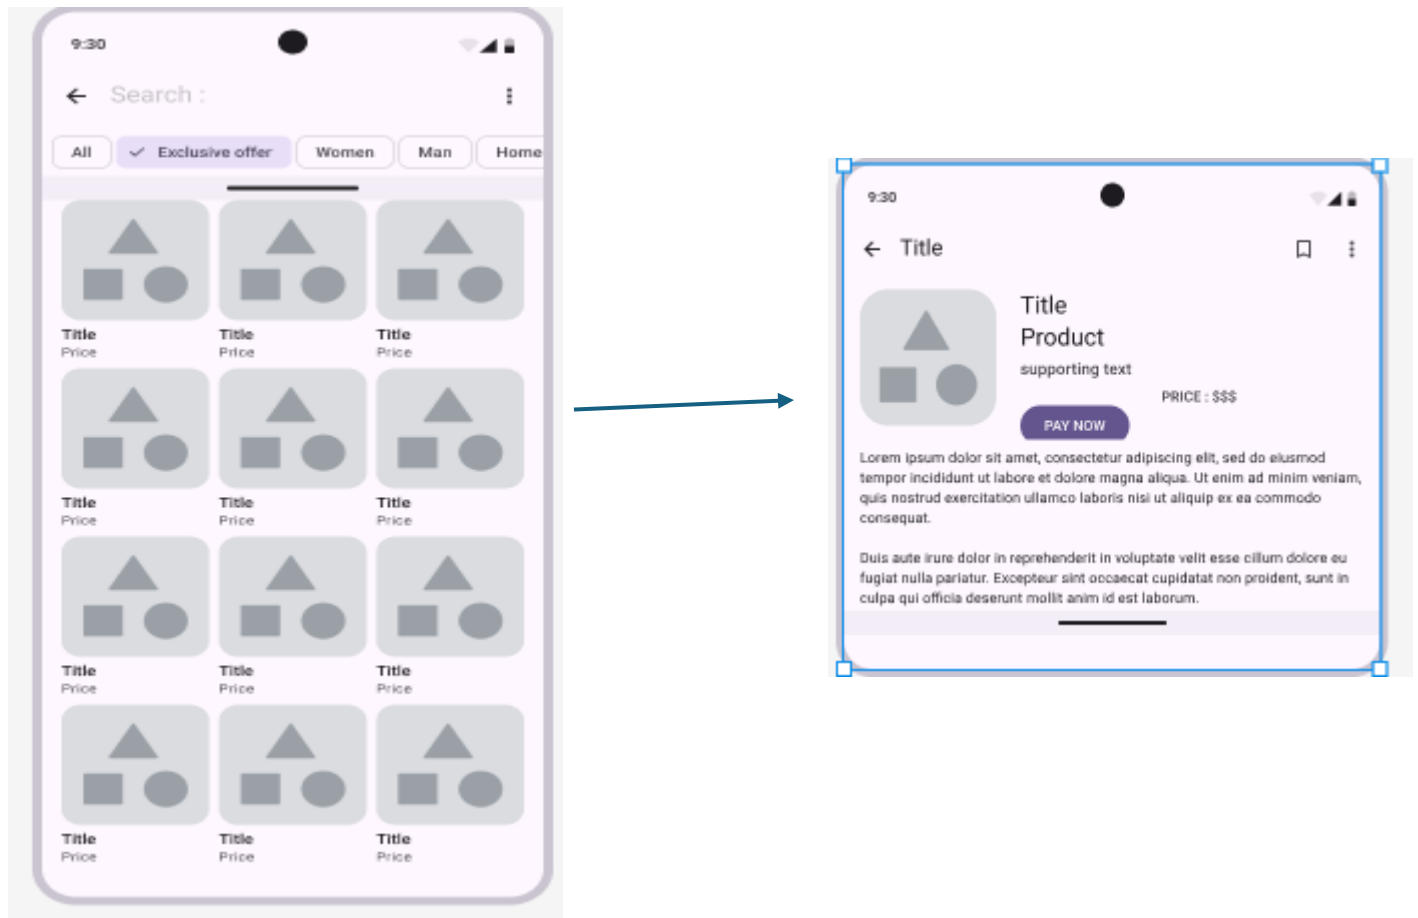 9:30
Search :
All Exclusive offer Women Man Home
Title Title Title
Price Price Price
Title Title Title
Price Price Price
Title Title Title
Price Price Price
Title Title Title
Price Price Price
9:30
Title
Title
Product
supporting text
PRICE : $$$
PAY NOW
Lorem ipsum dolor sit amet, consectetur adipiscing elit, sed do eiusmod
tempor incididunt ut labore et dolore magna aliqua. Ut enim ad minim veniam,
quis nostrud exercitation ullamco laboris nisi ut aliquip ex ea commodo
consequat.
Duis aute irure dolor in reprehenderit in voluptate velit esse cillum dolore eu
fugiat nulla pariatur. Excepteur sint occaecat cupidatat non proident, sunt in
culpa qui officia deserunt mollit anim id est laborum.